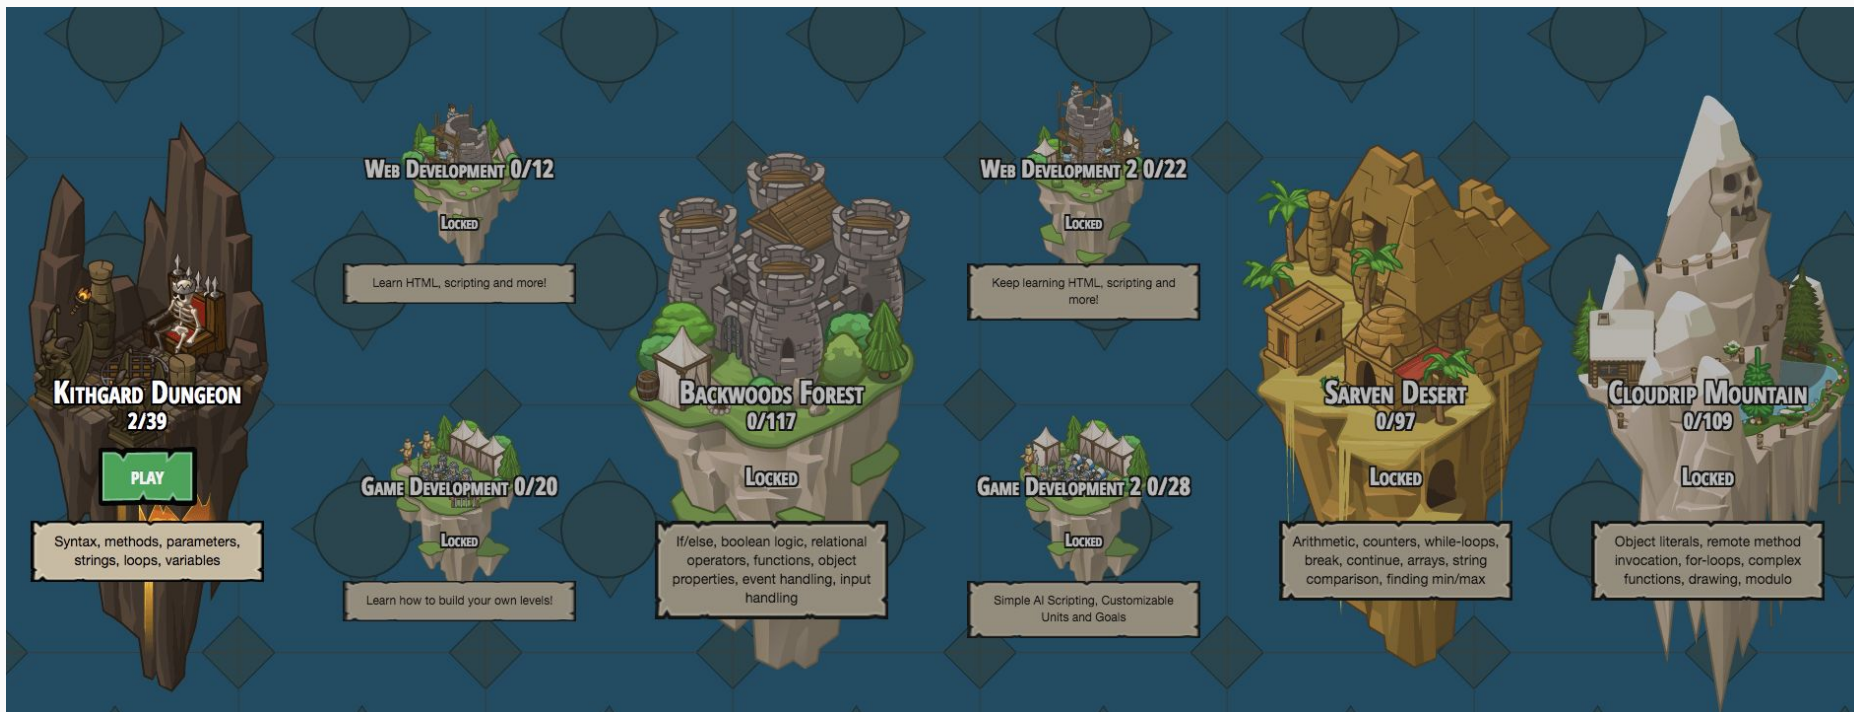 Kithgard Dungeon
2/39
PLAY
Syntax, methods, parameters,
strings, loops, variables
Web Development 0/12
Locked
Learn HTML, scripting and more!
Game Development 0/20
Locked
Learn how to build your own levels!
Backwoods Forest
0/117
Locked
If/else, boolean logic, relational
operators, functions, object
properties, event handling, input
handling
Web Development 2 0/22
Locked
Keep learning HTML, scripting and
more!
Game Development 2 0/28
Locked
Simple AI Scripting, Customizable
Units and Goals
Sarven Desert
0/97
Locked
Arithmetic, counters, while-loops,
break, continue, arrays, string
comparison, finding min/max
Cloudrip Mountain
0/109
Locked
Object literals, remote method
invocation, for-loops, complex
functions, drawing, modulo